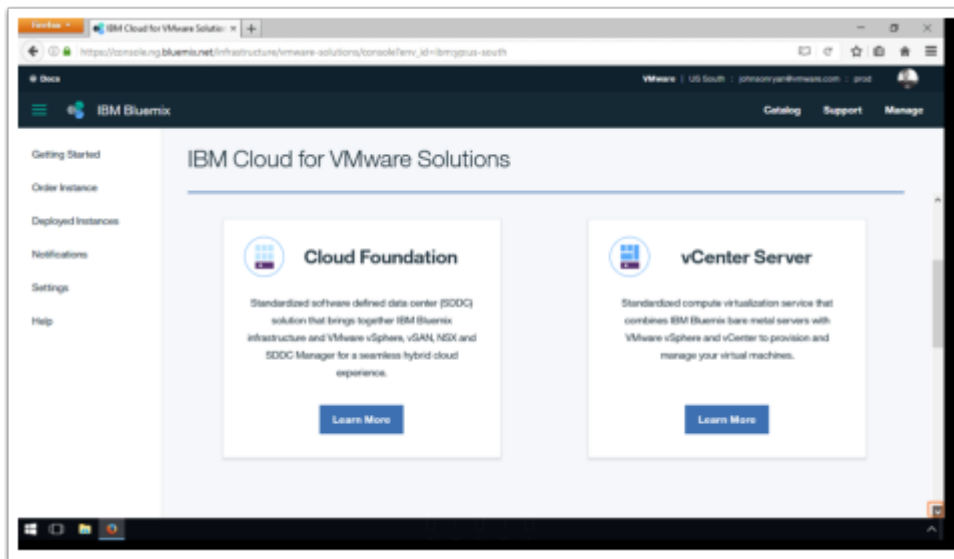 Firefox
IBM Cloud for VMware Solution
https://console.ng.bluemix.net/infrastructure/vmware-solutions/console?env_id=ibm:yp:us-south
Docs
VMware | US South : johnsonryan@vmware.com : prod
IBM Bluemix
Catalog Support Manage
Getting Started
Order Instance
Deployed Instances
Notifications
Settings
Help
IBM Cloud for VMware Solutions
Cloud Foundation
Standardized software defined data center (SDDC)
solution that brings together IBM Bluemix
infrastructure and VMware vSphere, vSAN, NSX and
SDDC Manager for a seamless hybrid cloud
experience.
Learn More
vCenter Server
Standardized compute virtualization service that
combines IBM Bluemix bare metal servers with
VMware vSphere and vCenter to provision and
manage your virtual machines.
Learn More